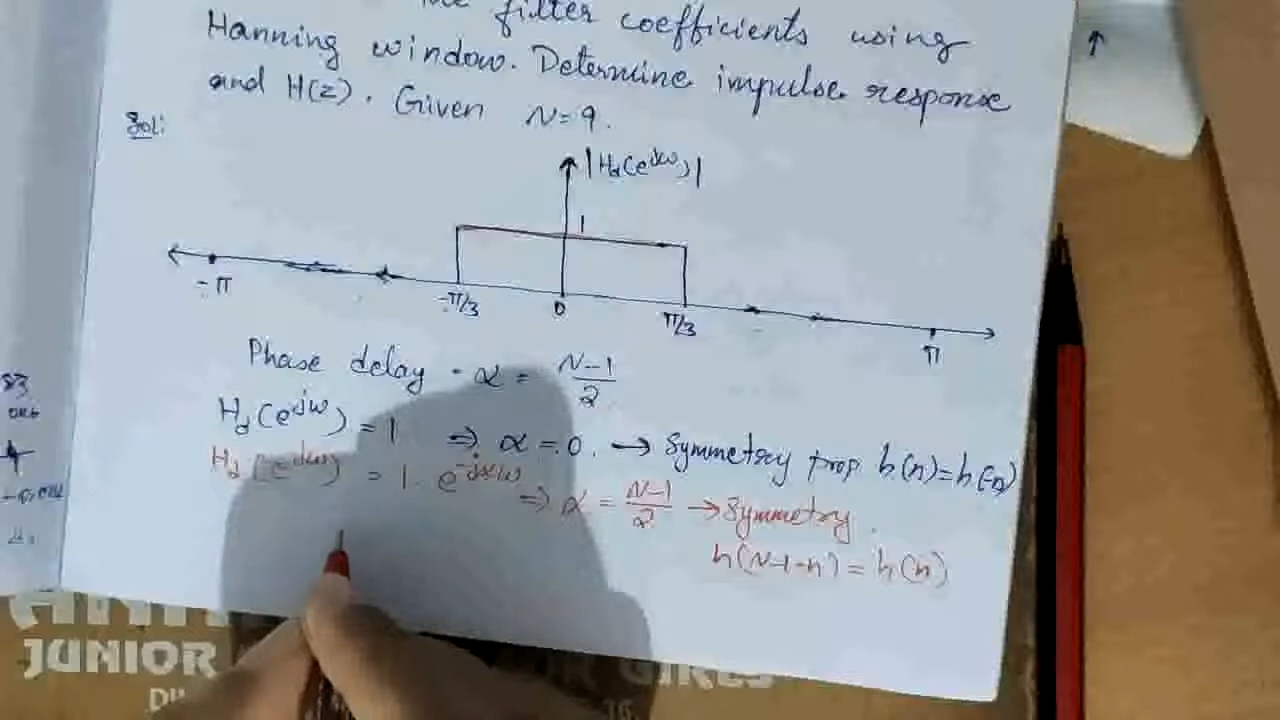 filter coefficients using
Hanning window. Determine impulse response
and H(z). Given N=9.
Sol:
|Hd(e^jω)|
1
-π -π/3 0 π/3 π
Phase delay - α = N-1/2
Hd(e^jω) = 1 ⇒ α = 0. → Symmetry prop h(n)=h(-n)
Hd(e^jω) = 1. e^-jαω ⇒ α = N-1/2 → Symmetry.
h(N-1-n) = h(n)
JUNIOR